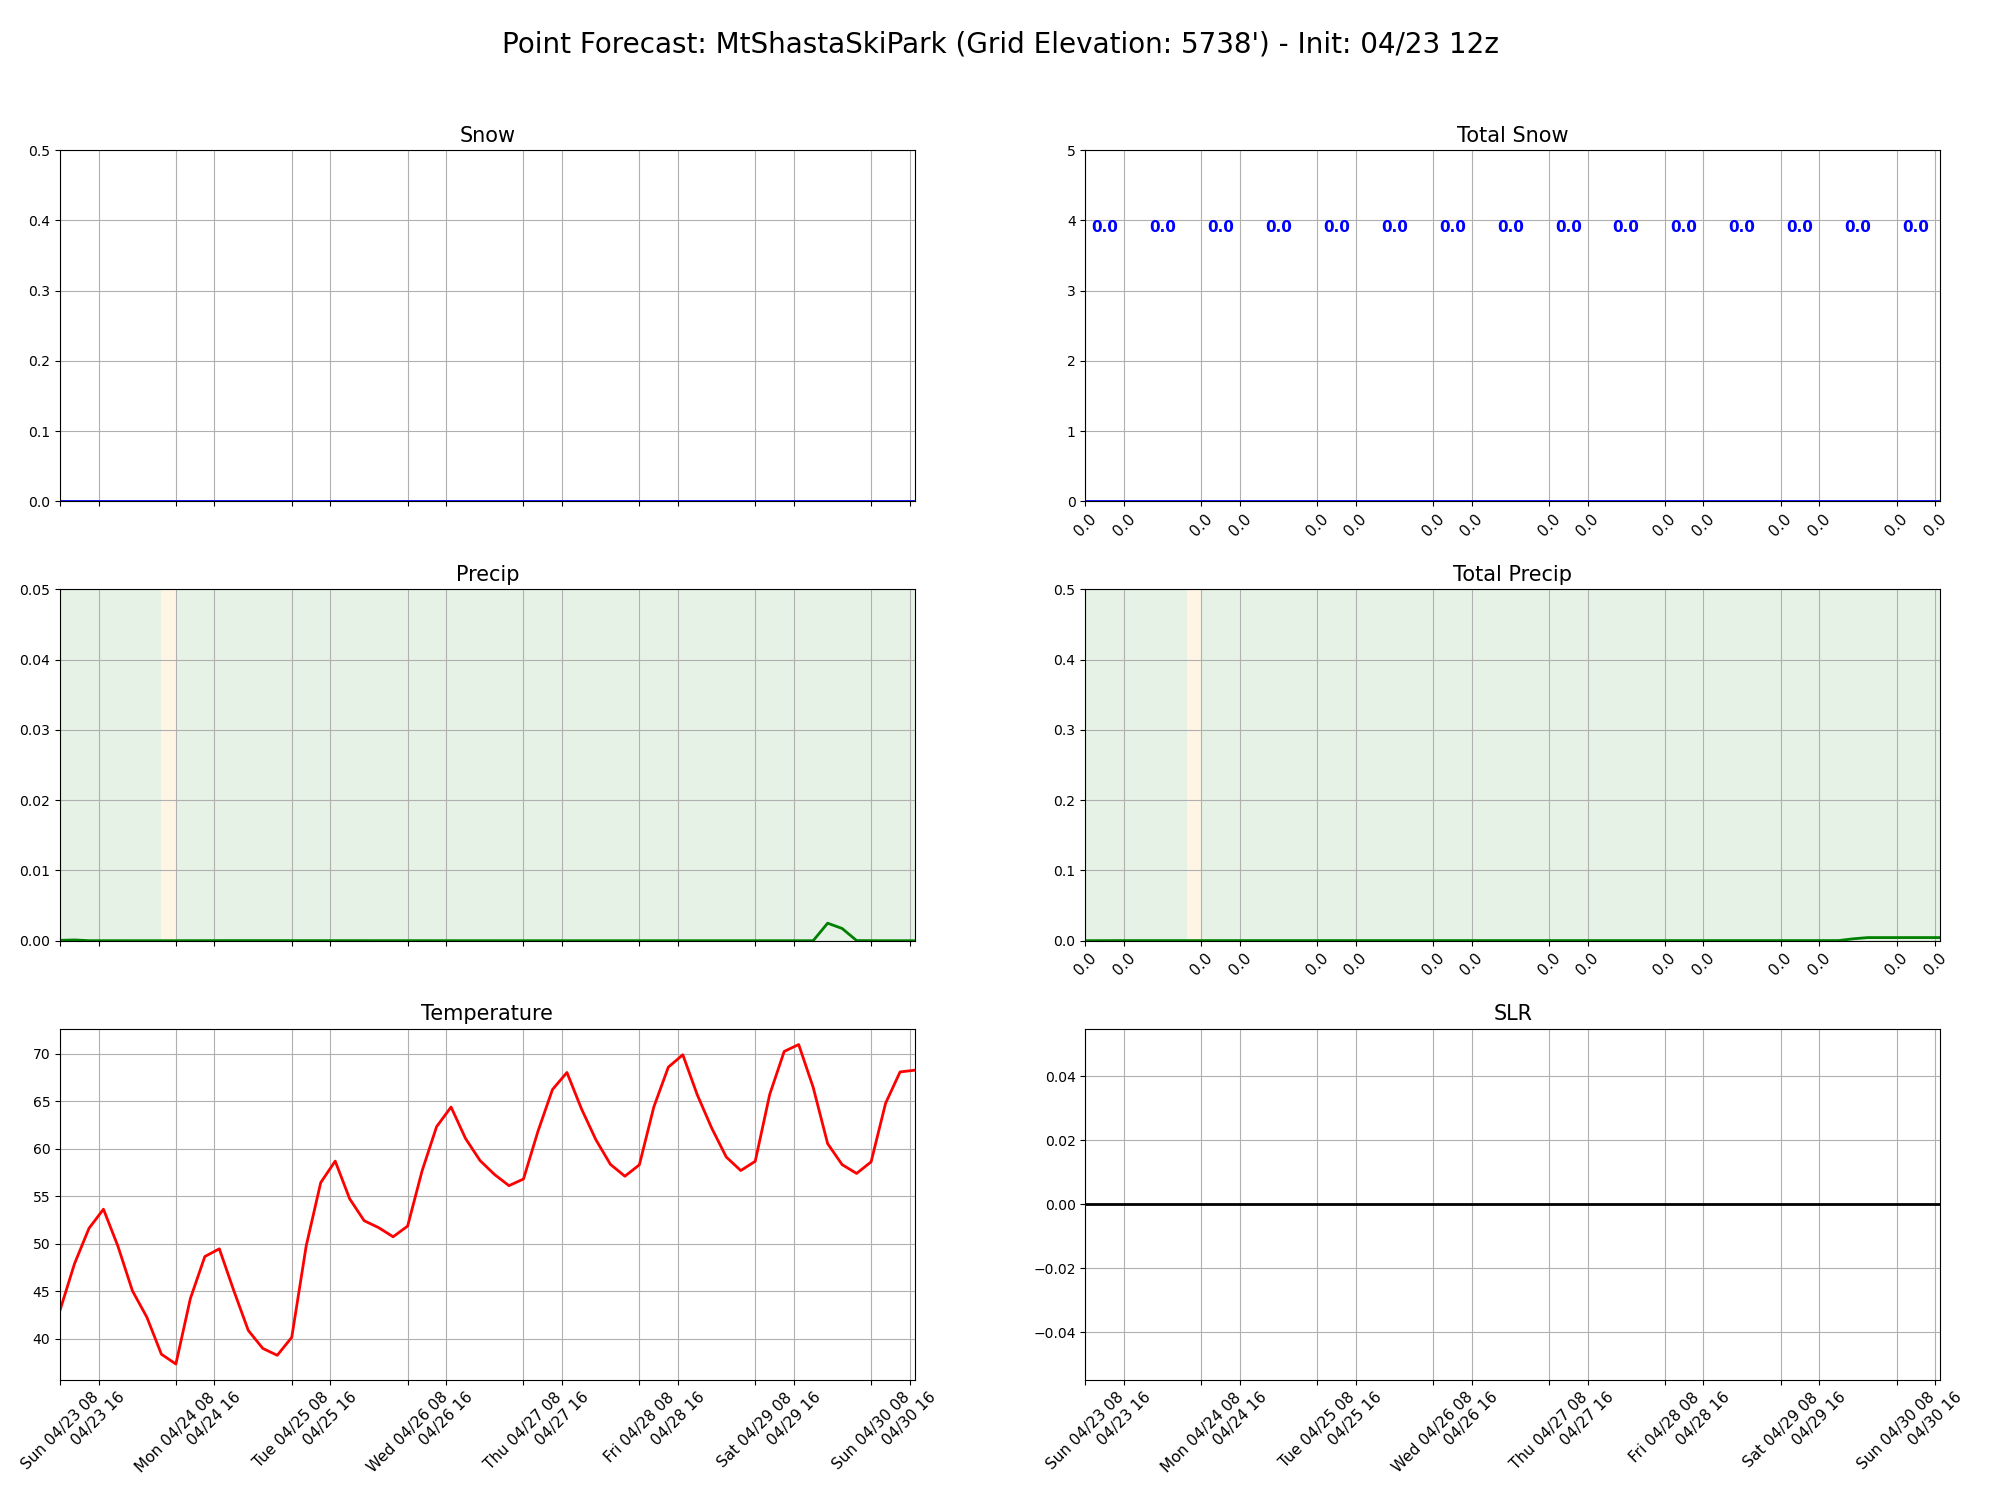 Point Forecast: MtShastaSkiPark (Grid Elevation: 5738') - Init: 04/23 12z
Snow
0.5
0.4
0.3
0.2
0.1
0.0
Total Snow
5
4
3
2
1
0
0.0 0.0 0.0 0.0 0.0 0.0 0.0 0.0 0.0 0.0 0.0 0.0 0.0 0.0 0.0
0.0 0.0 0.0 0.0 0.0 0.0 0.0 0.0 0.0 0.0 0.0 0.0 0.0 0.0 0.0 0.0
Precip
0.05
0.04
0.03
0.02
0.01
0.00
Total Precip
0.5
0.4
0.3
0.2
0.1
0.0
0.0 0.0 0.0 0.0 0.0 0.0 0.0 0.0 0.0 0.0 0.0 0.0 0.0 0.0 0.0 0.0
Temperature
70
65
60
55
50
45
40
Sun 04/23 08
04/23 16
Mon 04/24 08
04/24 16
Tue 04/25 08
04/25 16
Wed 04/26 08
04/26 16
Thu 04/27 08
04/27 16
Fri 04/28 08
04/28 16
Sat 04/29 08
04/29 16
Sun 04/30 08
04/30 16
SLR
0.04
0.02
0.00
−0.02
−0.04
Sun 04/23 08
04/23 16
Mon 04/24 08
04/24 16
Tue 04/25 08
04/25 16
Wed 04/26 08
04/26 16
Thu 04/27 08
04/27 16
Fri 04/28 08
04/28 16
Sat 04/29 08
04/29 16
Sun 04/30 08
04/30 16